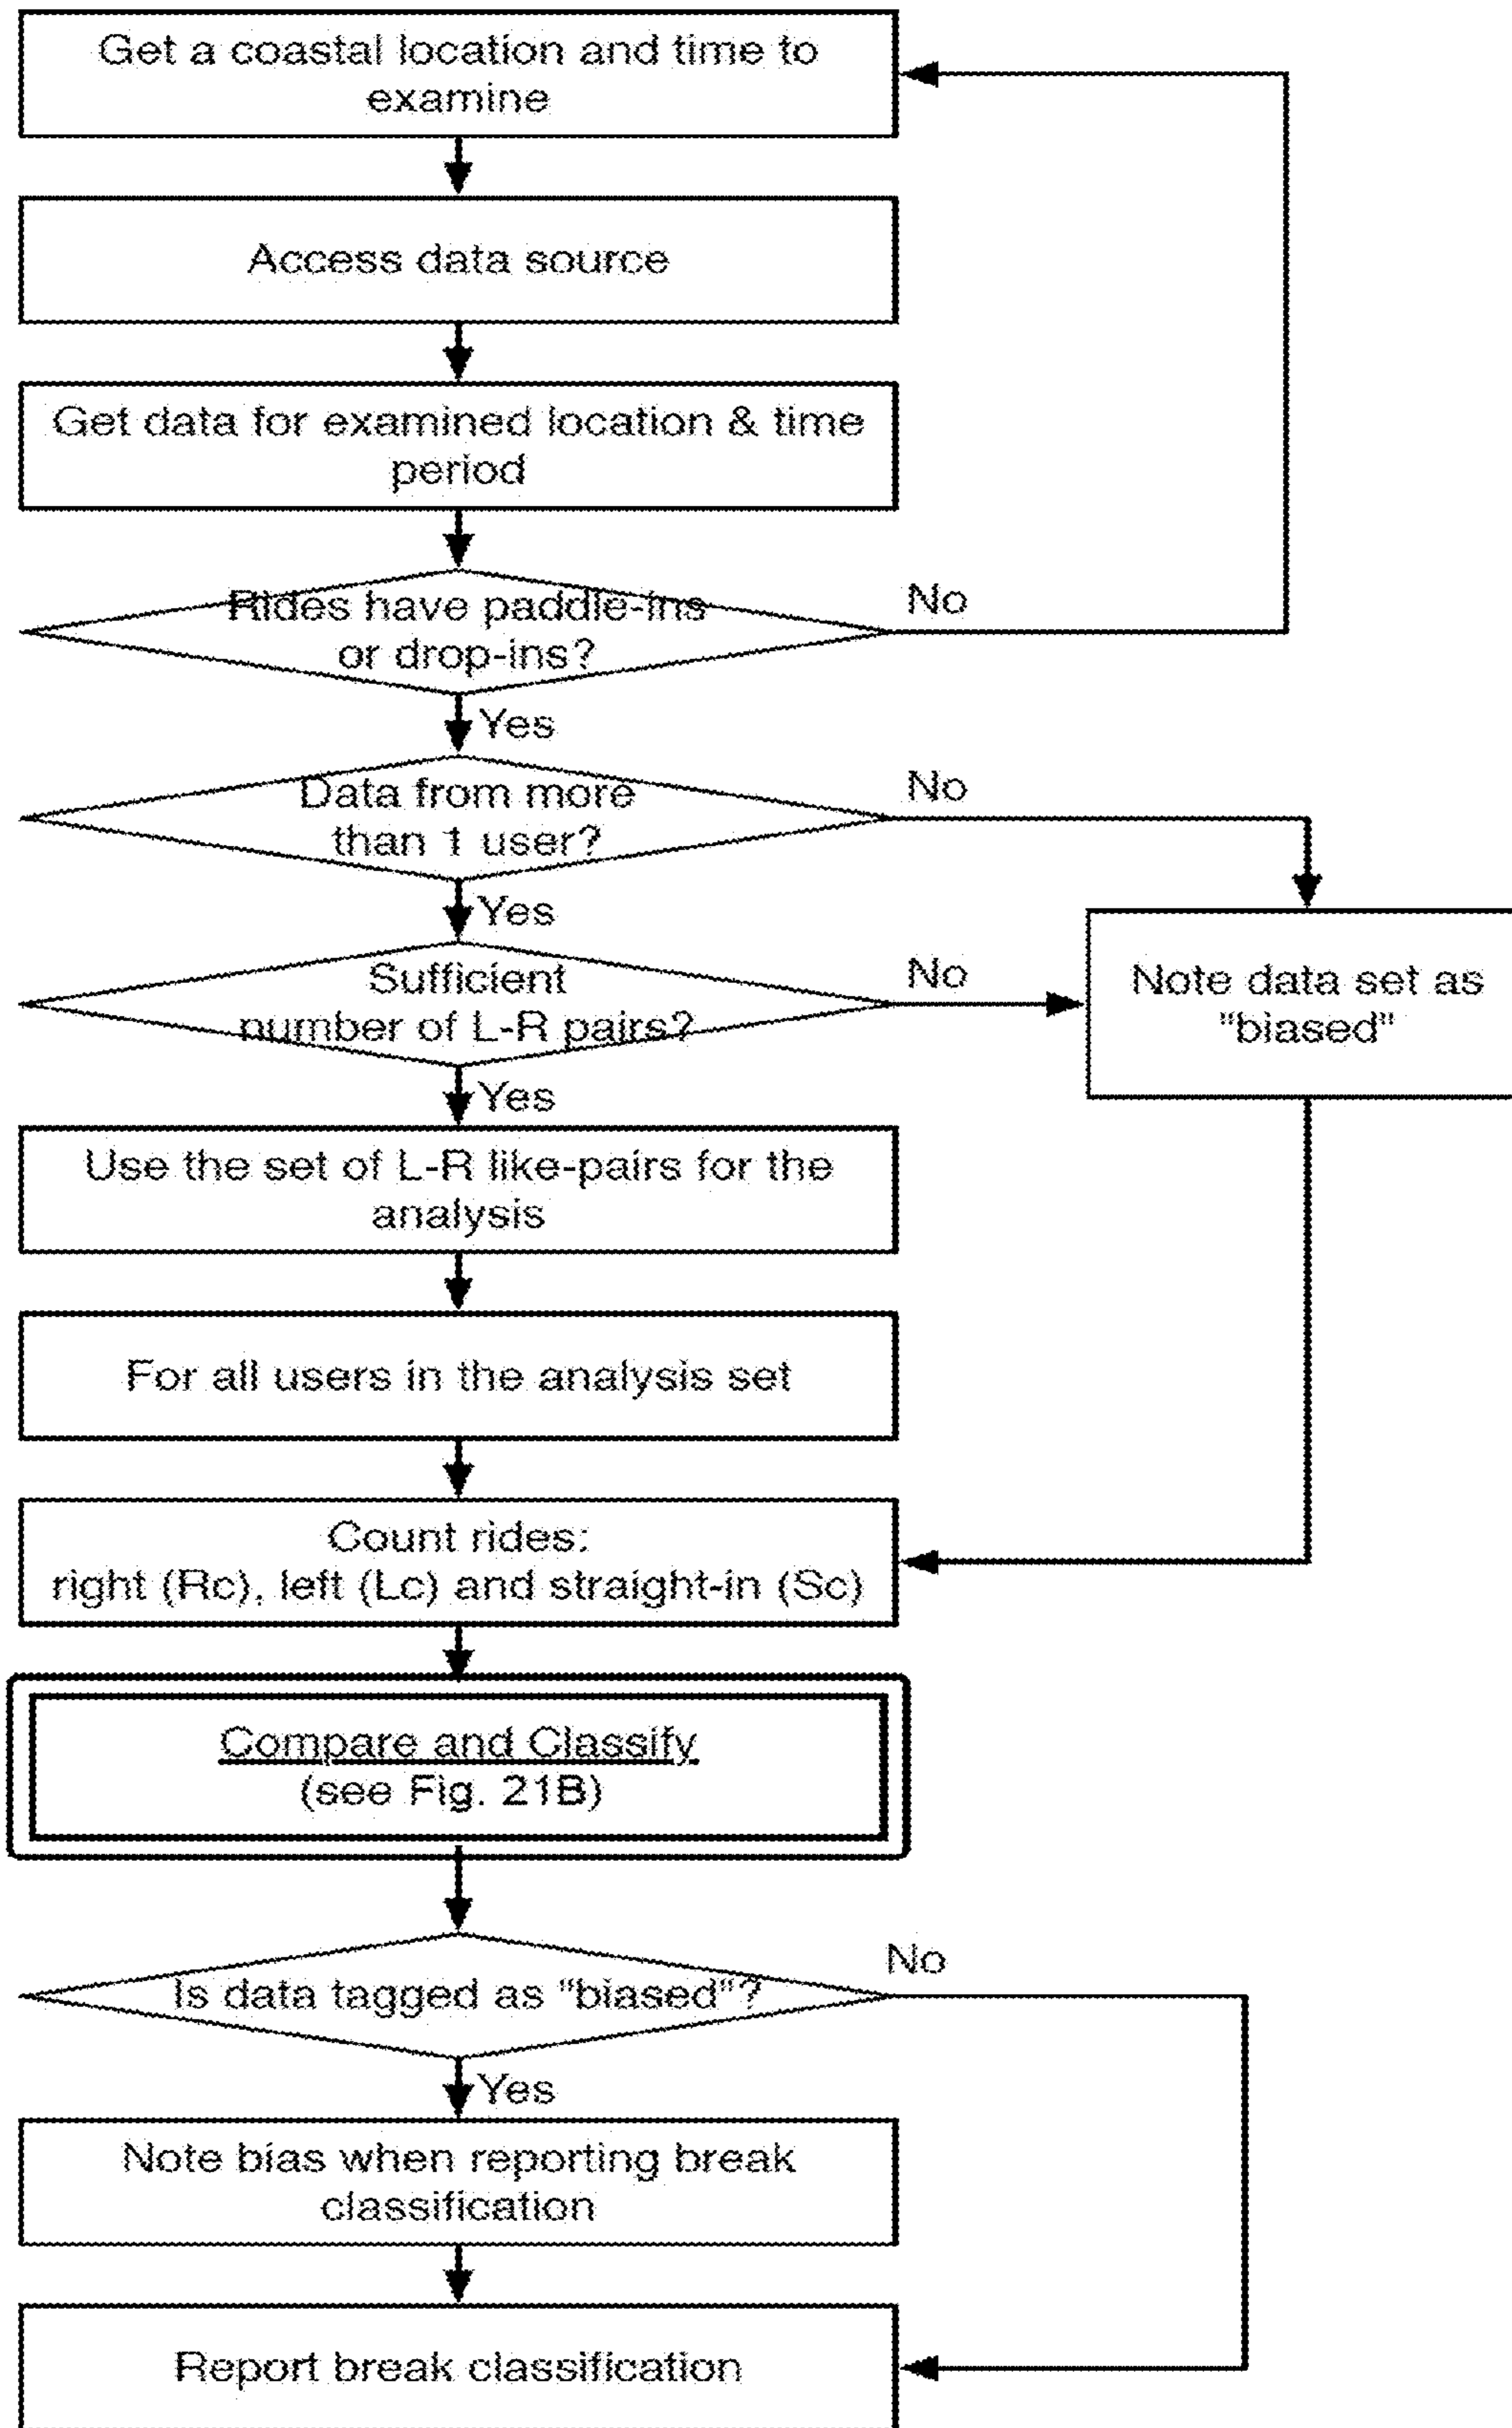 Get a coastal location and time to
examine
Access data source
Get data for examined location & time
period
Rides have paddle-ins
or drop-ins?
No
Yes
Data from more
than 1 user?
No
Yes
Sufficient
number of L-R pairs?
No
Note data set as
"biased"
Yes
Use the set of L-R like-pairs for the
analysis
For all users in the analysis set
Count rides:
right (Rc), left (Lc) and straight-in (Sc)
Compare and Classify
(see Fig. 21B)
Is data tagged as "biased"?
No
Yes
Note bias when reporting break
classification
Report break classification